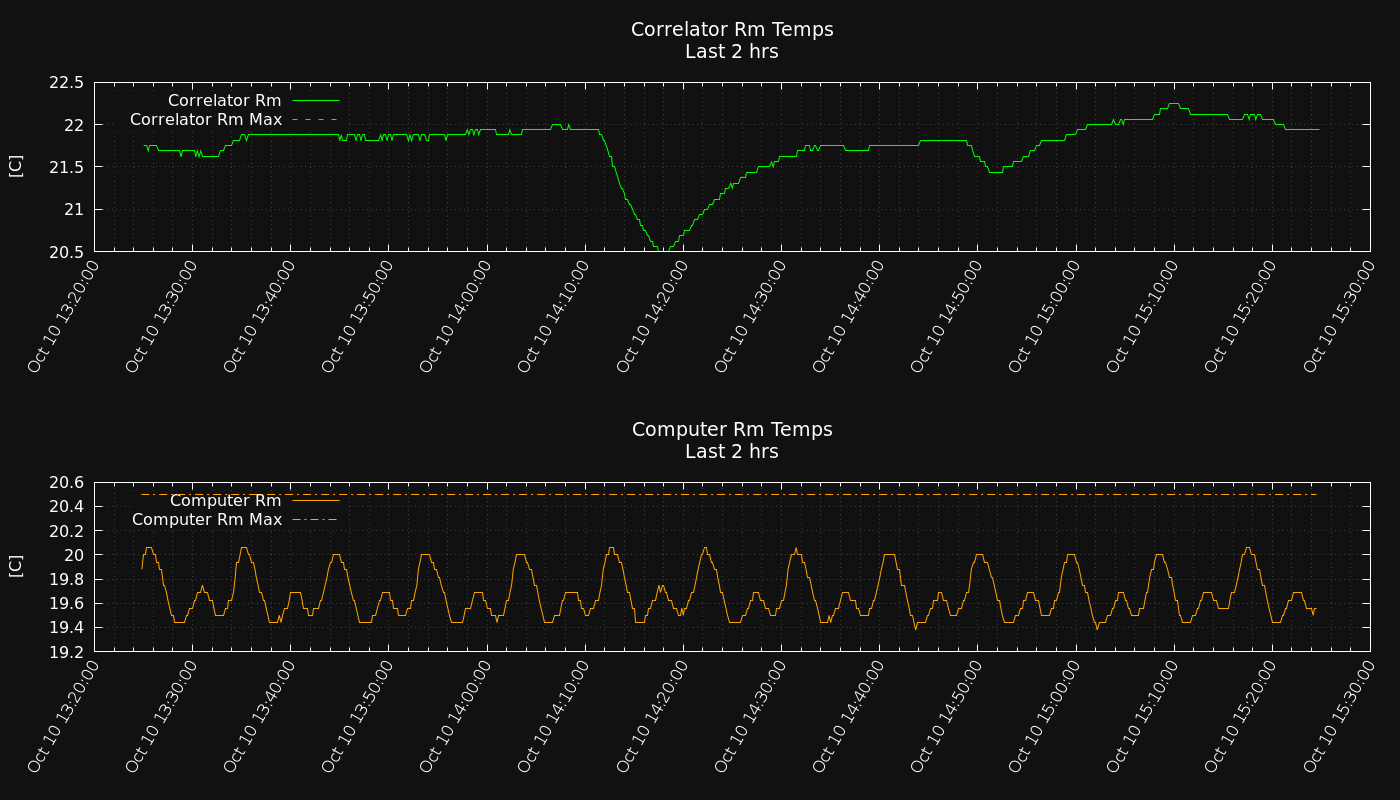 Correlator Rm Temps
Last 2 hrs
22.5
22
21.5
21
20.5
[C]
Correlator Rm
Correlator Rm Max
Oct 10 13:20:00
Oct 10 13:30:00
Oct 10 13:40:00
Oct 10 13:50:00
Oct 10 14:00:00
Oct 10 14:10:00
Oct 10 14:20:00
Oct 10 14:30:00
Oct 10 14:40:00
Oct 10 14:50:00
Oct 10 15:00:00
Oct 10 15:10:00
Oct 10 15:20:00
Oct 10 15:30:00
Computer Rm Temps
Last 2 hrs
20.6
20.4
20.2
20
19.8
19.6
19.4
19.2
[C]
Computer Rm
Computer Rm Max
Oct 10 13:20:00
Oct 10 13:30:00
Oct 10 13:40:00
Oct 10 13:50:00
Oct 10 14:00:00
Oct 10 14:10:00
Oct 10 14:20:00
Oct 10 14:30:00
Oct 10 14:40:00
Oct 10 14:50:00
Oct 10 15:00:00
Oct 10 15:10:00
Oct 10 15:20:00
Oct 10 15:30:00